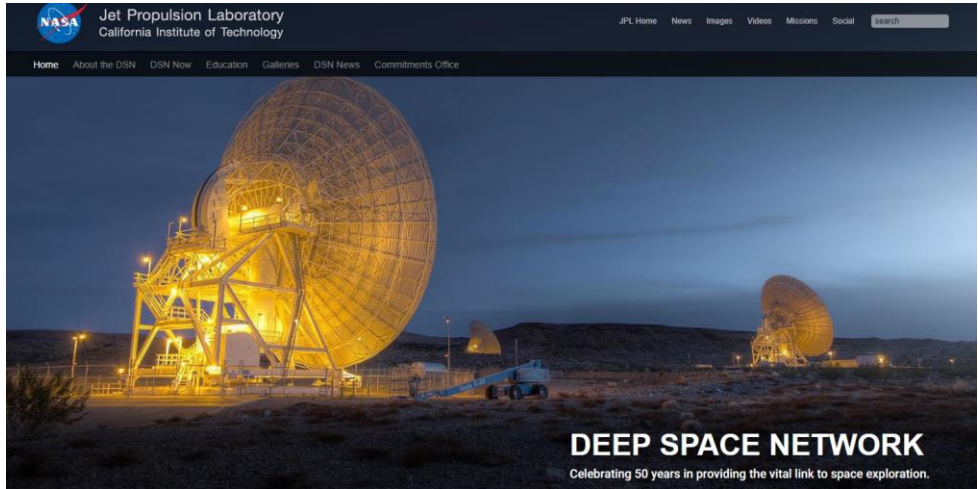 NASA
Jet Propulsion Laboratory
California Institute of Technology
JPL Home News Images Videos Missions Social search
Home About the DSN DSN Now Education Galleries DSN News Commitments Office
DEEP SPACE NETWORK
Celebrating 50 years in providing the vital link to space exploration.